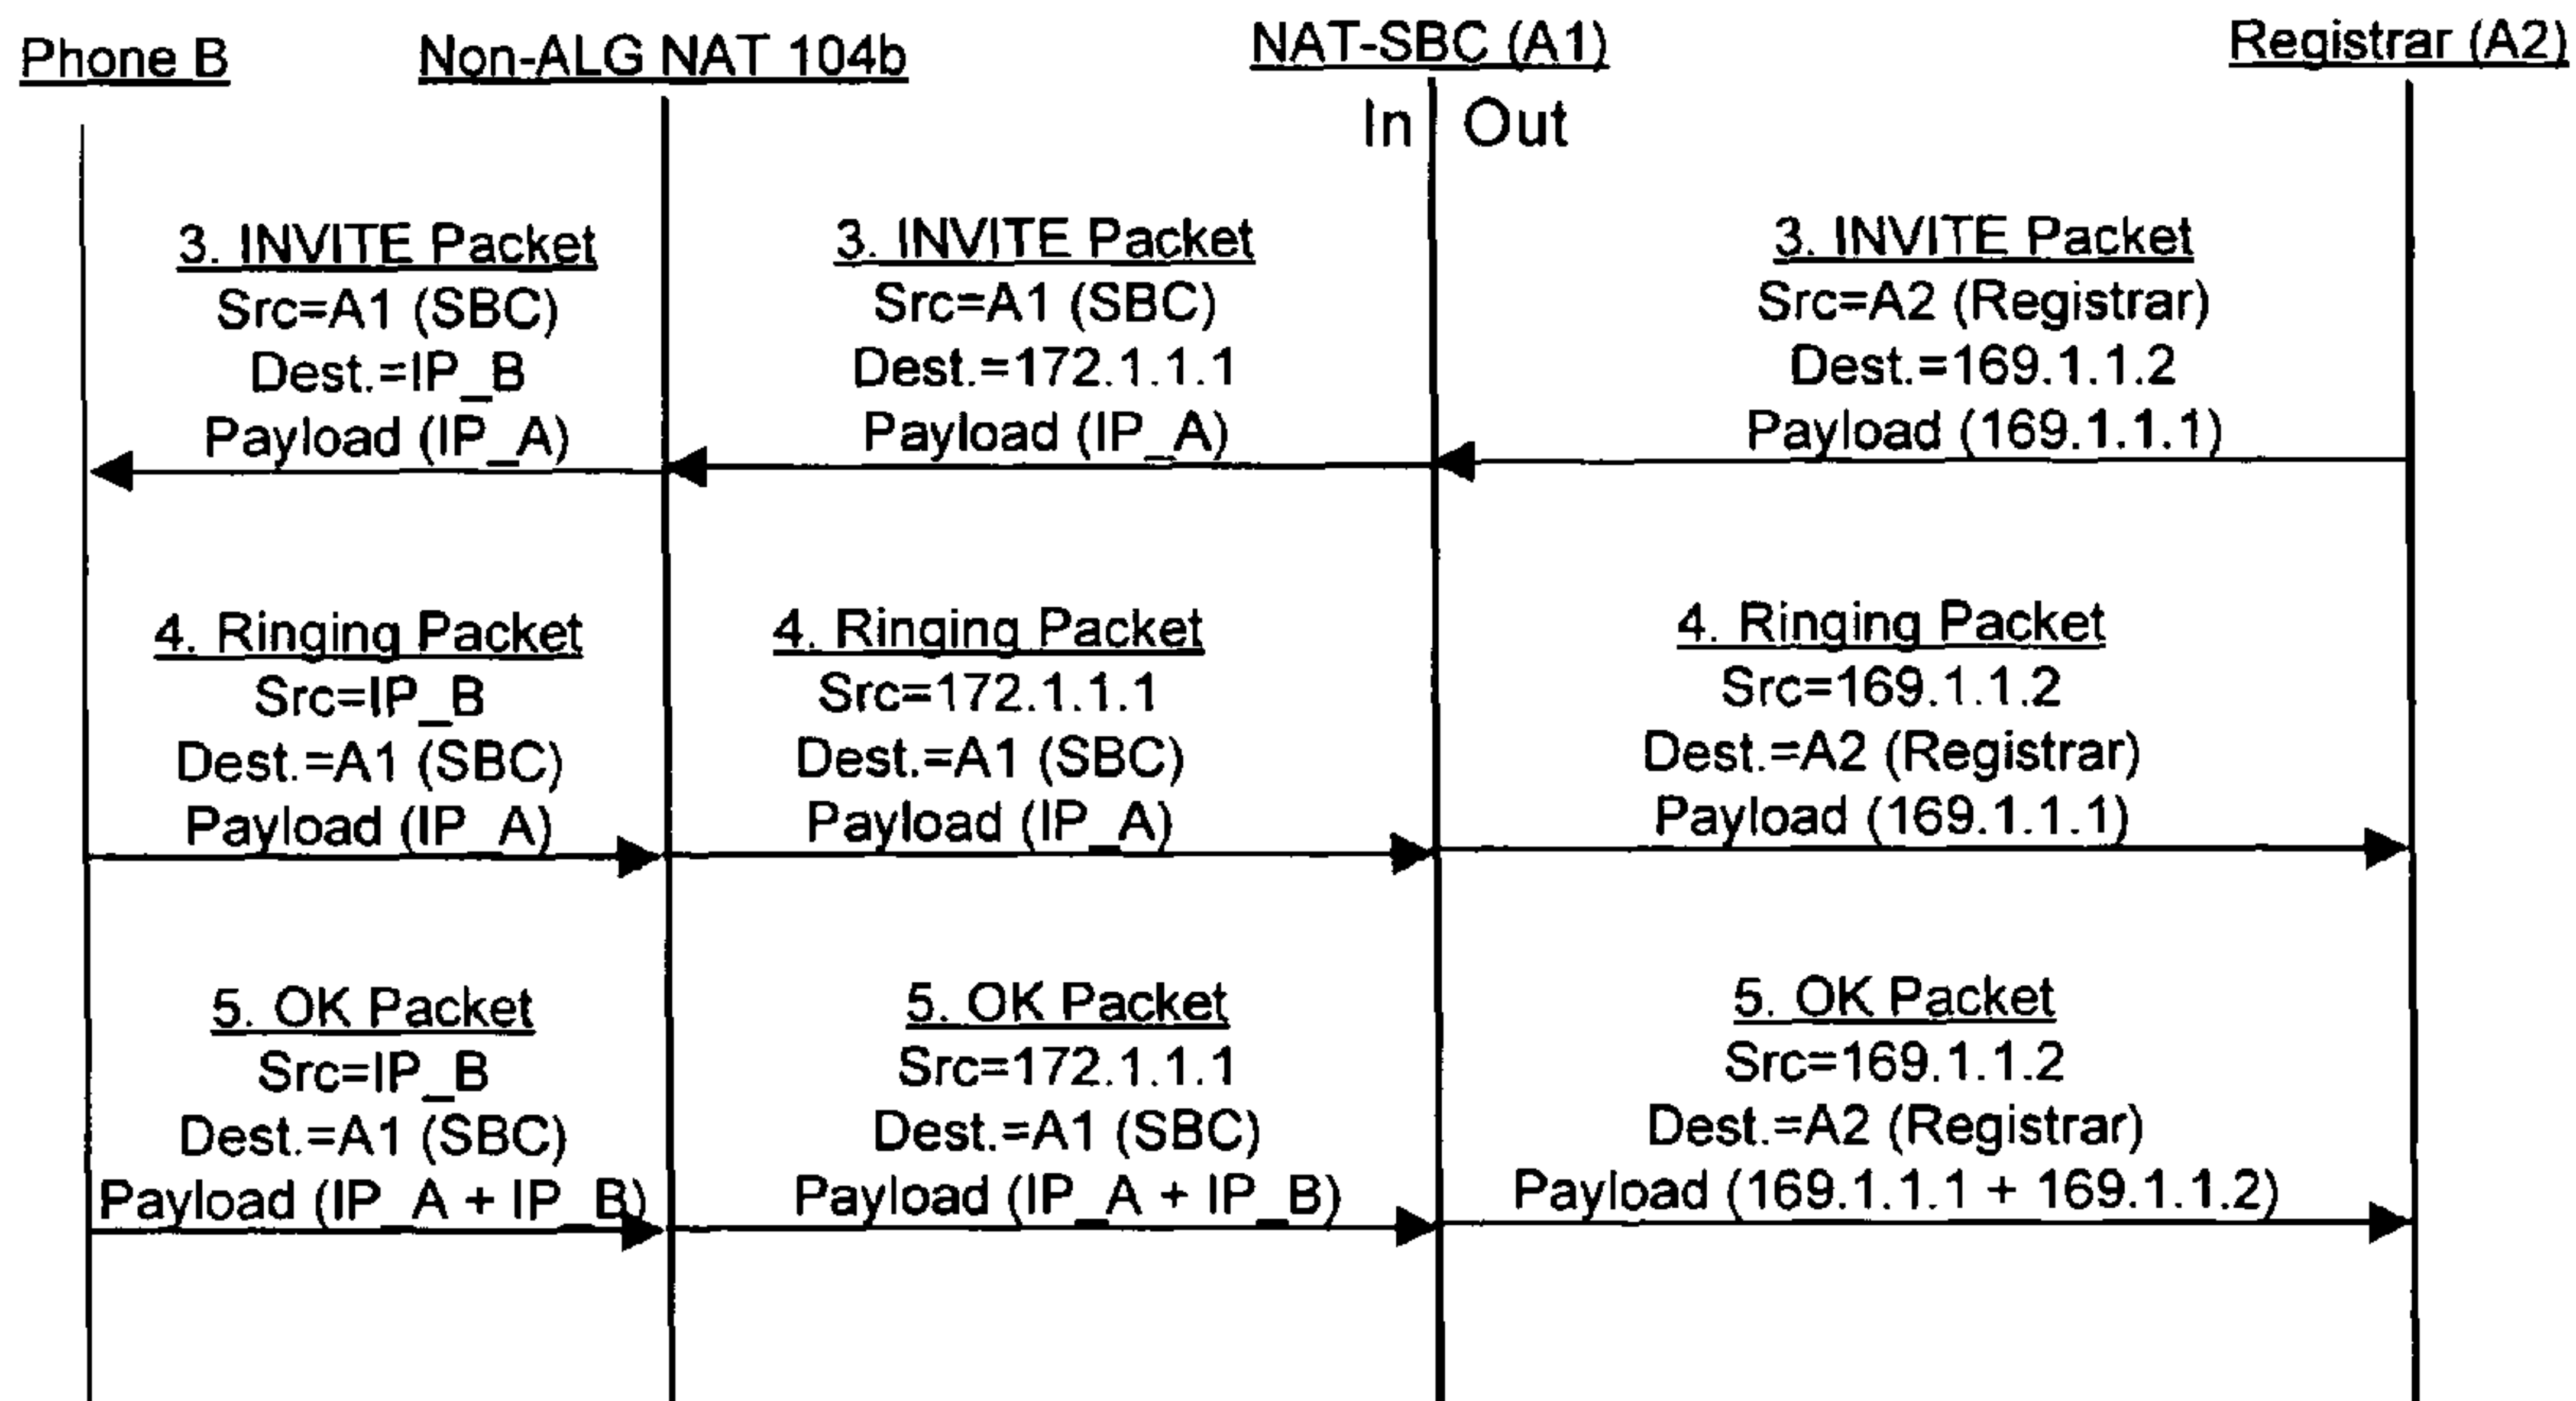 Phone B
Non-ALG NAT 104b
NAT-SBC (A1)
Registrar (A2)
In
Out
3. INVITE Packet
Src=A1 (SBC)
Dest.=IP_B
Payload (IP_A)
3. INVITE Packet
Src=A1 (SBC)
Dest.=172.1.1.1
Payload (IP_A)
3. INVITE Packet
Src=A2 (Registrar)
Dest.=169.1.1.2
Payload (169.1.1.1)
4. Ringing Packet
Src=IP_B
Dest.=A1 (SBC)
Payload (IP_A)
4. Ringing Packet
Src=172.1.1.1
Dest.=A1 (SBC)
Payload (IP_A)
4. Ringing Packet
Src=169.1.1.2
Dest.=A2 (Registrar)
Payload (169.1.1.1)
5. OK Packet
Src=IP_B
Dest.=A1 (SBC)
Payload (IP_A + IP_B)
5. OK Packet
Src=172.1.1.1
Dest.=A1 (SBC)
Payload (IP_A + IP_B)
5. OK Packet
Src=169.1.1.2
Dest.=A2 (Registrar)
Payload (169.1.1.1 + 169.1.1.2)